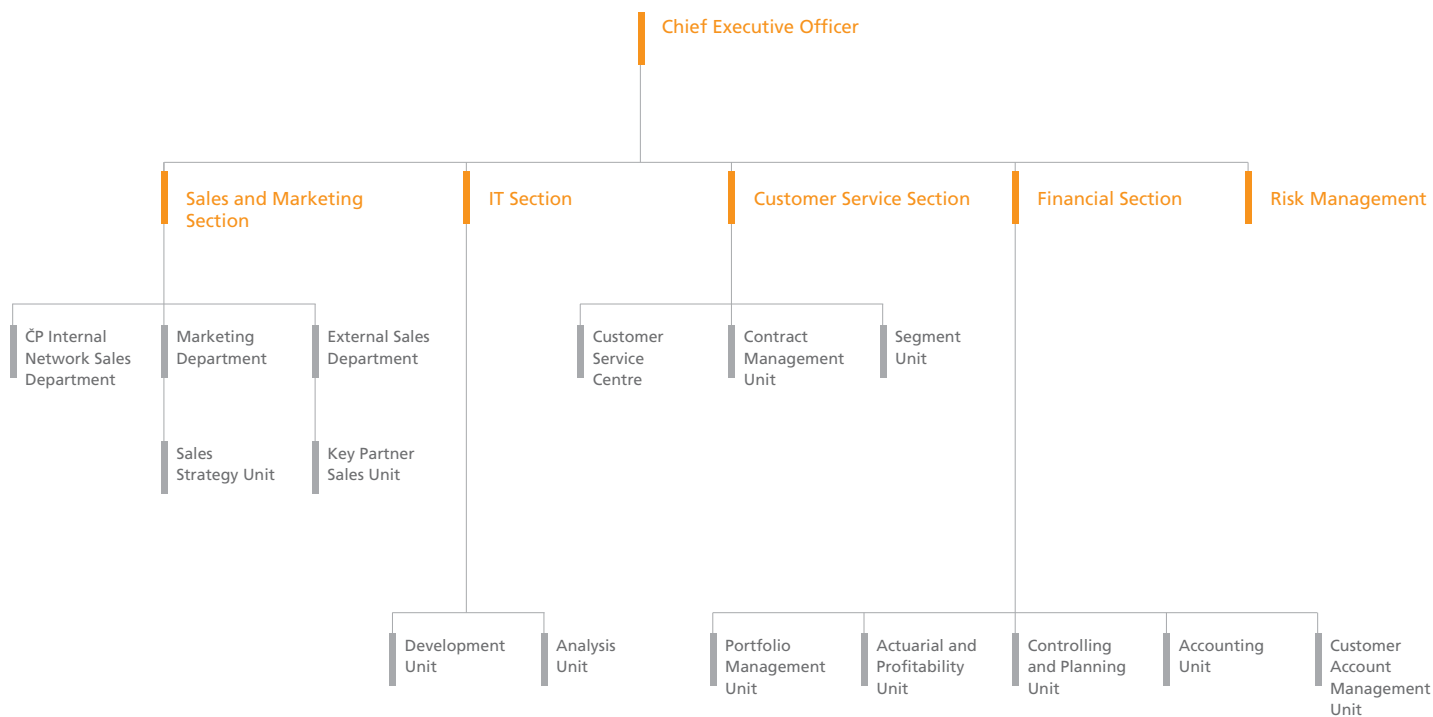 Chief Executive Officer
Sales and Marketing
Section
IT Section
Customer Service Section
Financial Section
Risk Management
ČP Internal
Network Sales
Department
Marketing
Department
External Sales
Department
Customer
Service
Centre
Contract
Management
Unit
Segment
Unit
Sales
Strategy Unit
Key Partner
Sales Unit
Development
Unit
Analysis
Unit
Portfolio
Management
Unit
Actuarial and
Profitability
Unit
Controlling
and Planning
Unit
Accounting
Unit
Customer
Account
Management
Unit